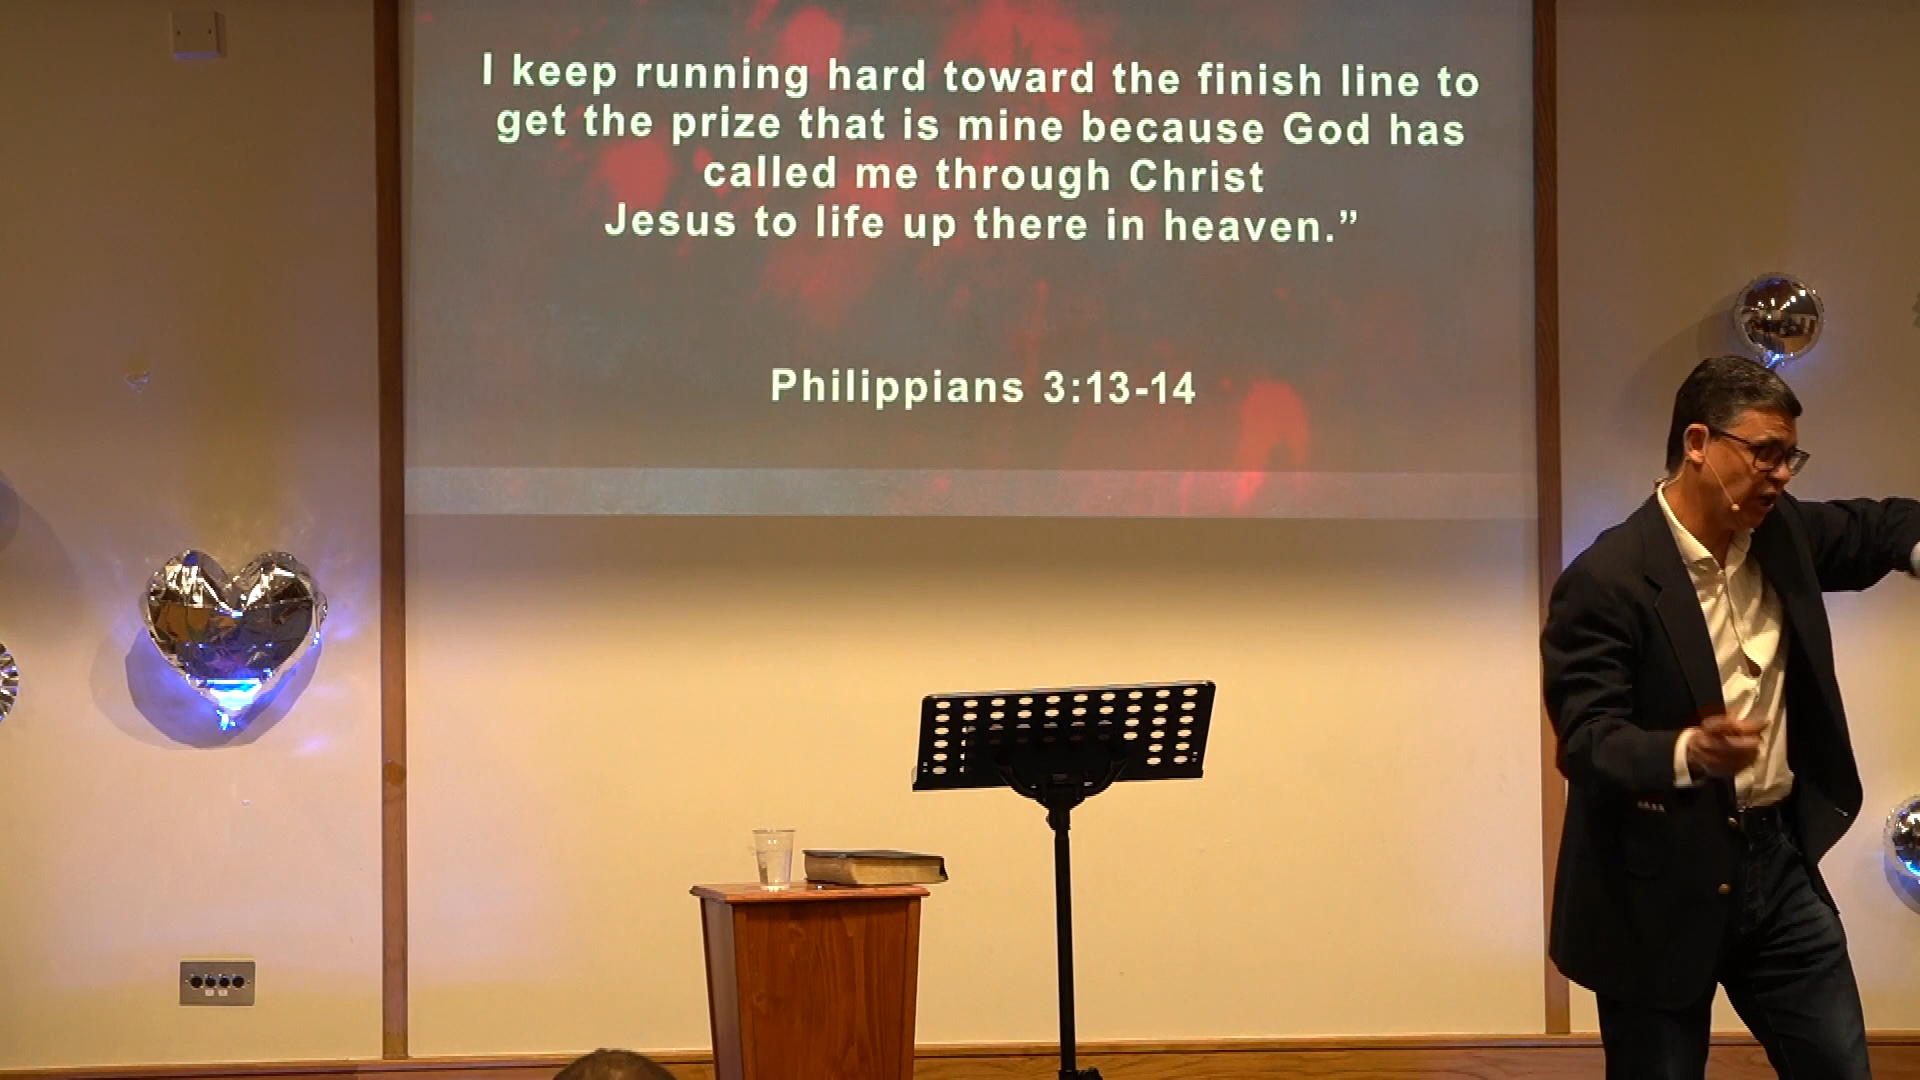 I keep running hard toward the finish line to
get the prize that is mine because God has
called me through Christ
Jesus to life up there in heaven.”
Philippians 3:13-14